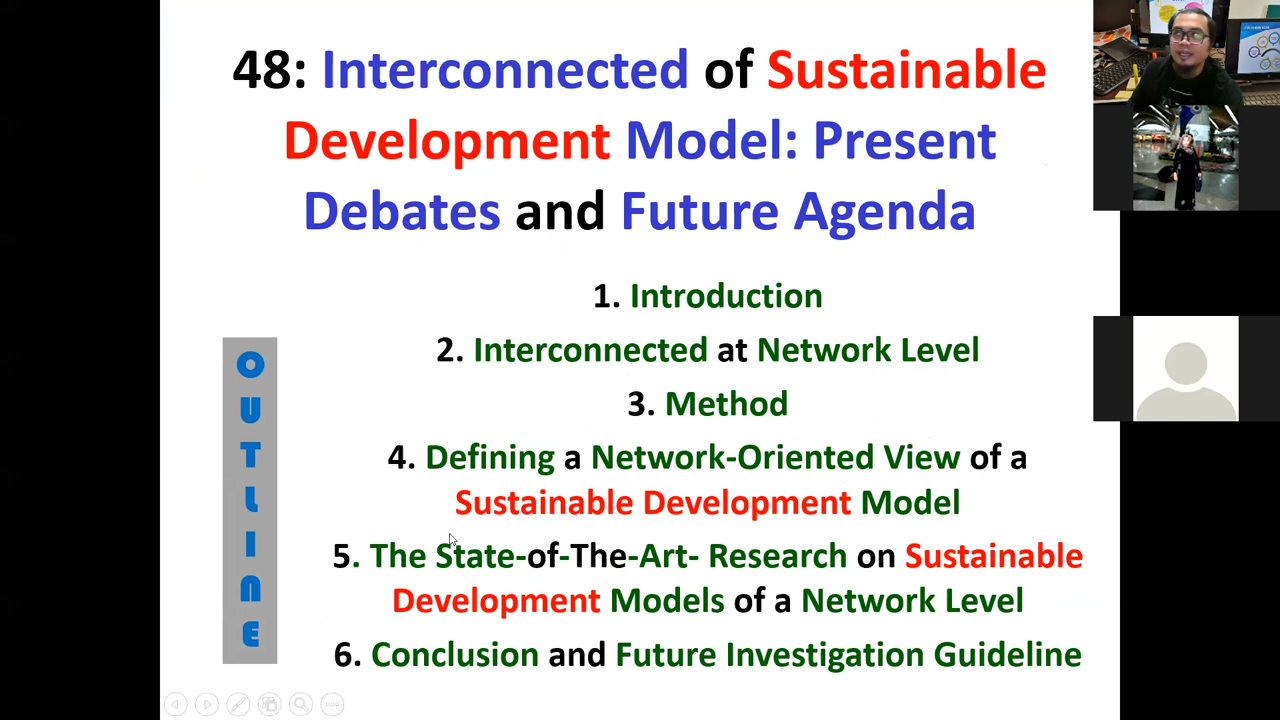 48: Interconnected of Sustainable
Development Model: Present
Debates and Future Agenda
OUTLINE
1. Introduction
2. Interconnected at Network Level
3. Method
4. Defining a Network-Oriented View of a
Sustainable Development Model
5. The State-of-The-Art- Research on Sustainable
Development Models of a Network Level
6. Conclusion and Future Investigation Guideline